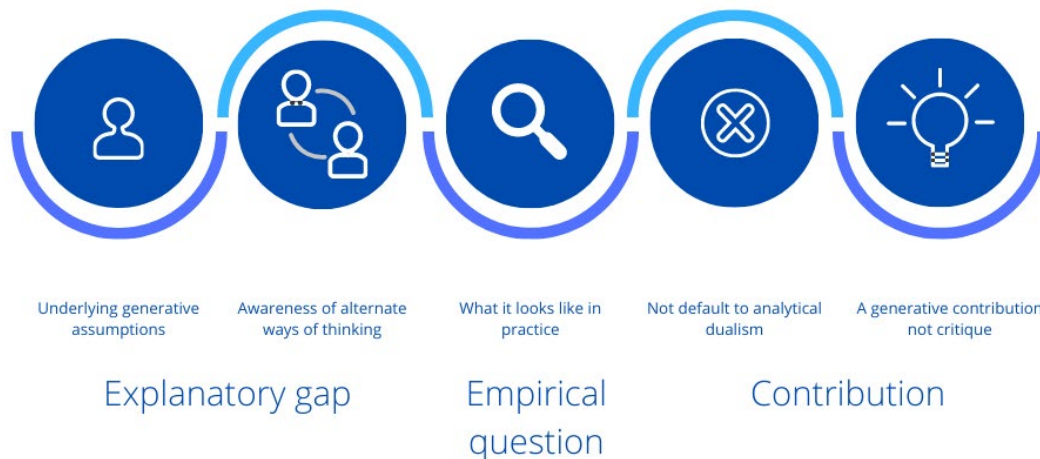 Underlying generative
assumptions
Awareness of alternate
ways of thinking
What it looks like in
practice
Not default to analytical
dualism
A generative contribution
not critique
Explanatory gap
Empirical
question
Contribution